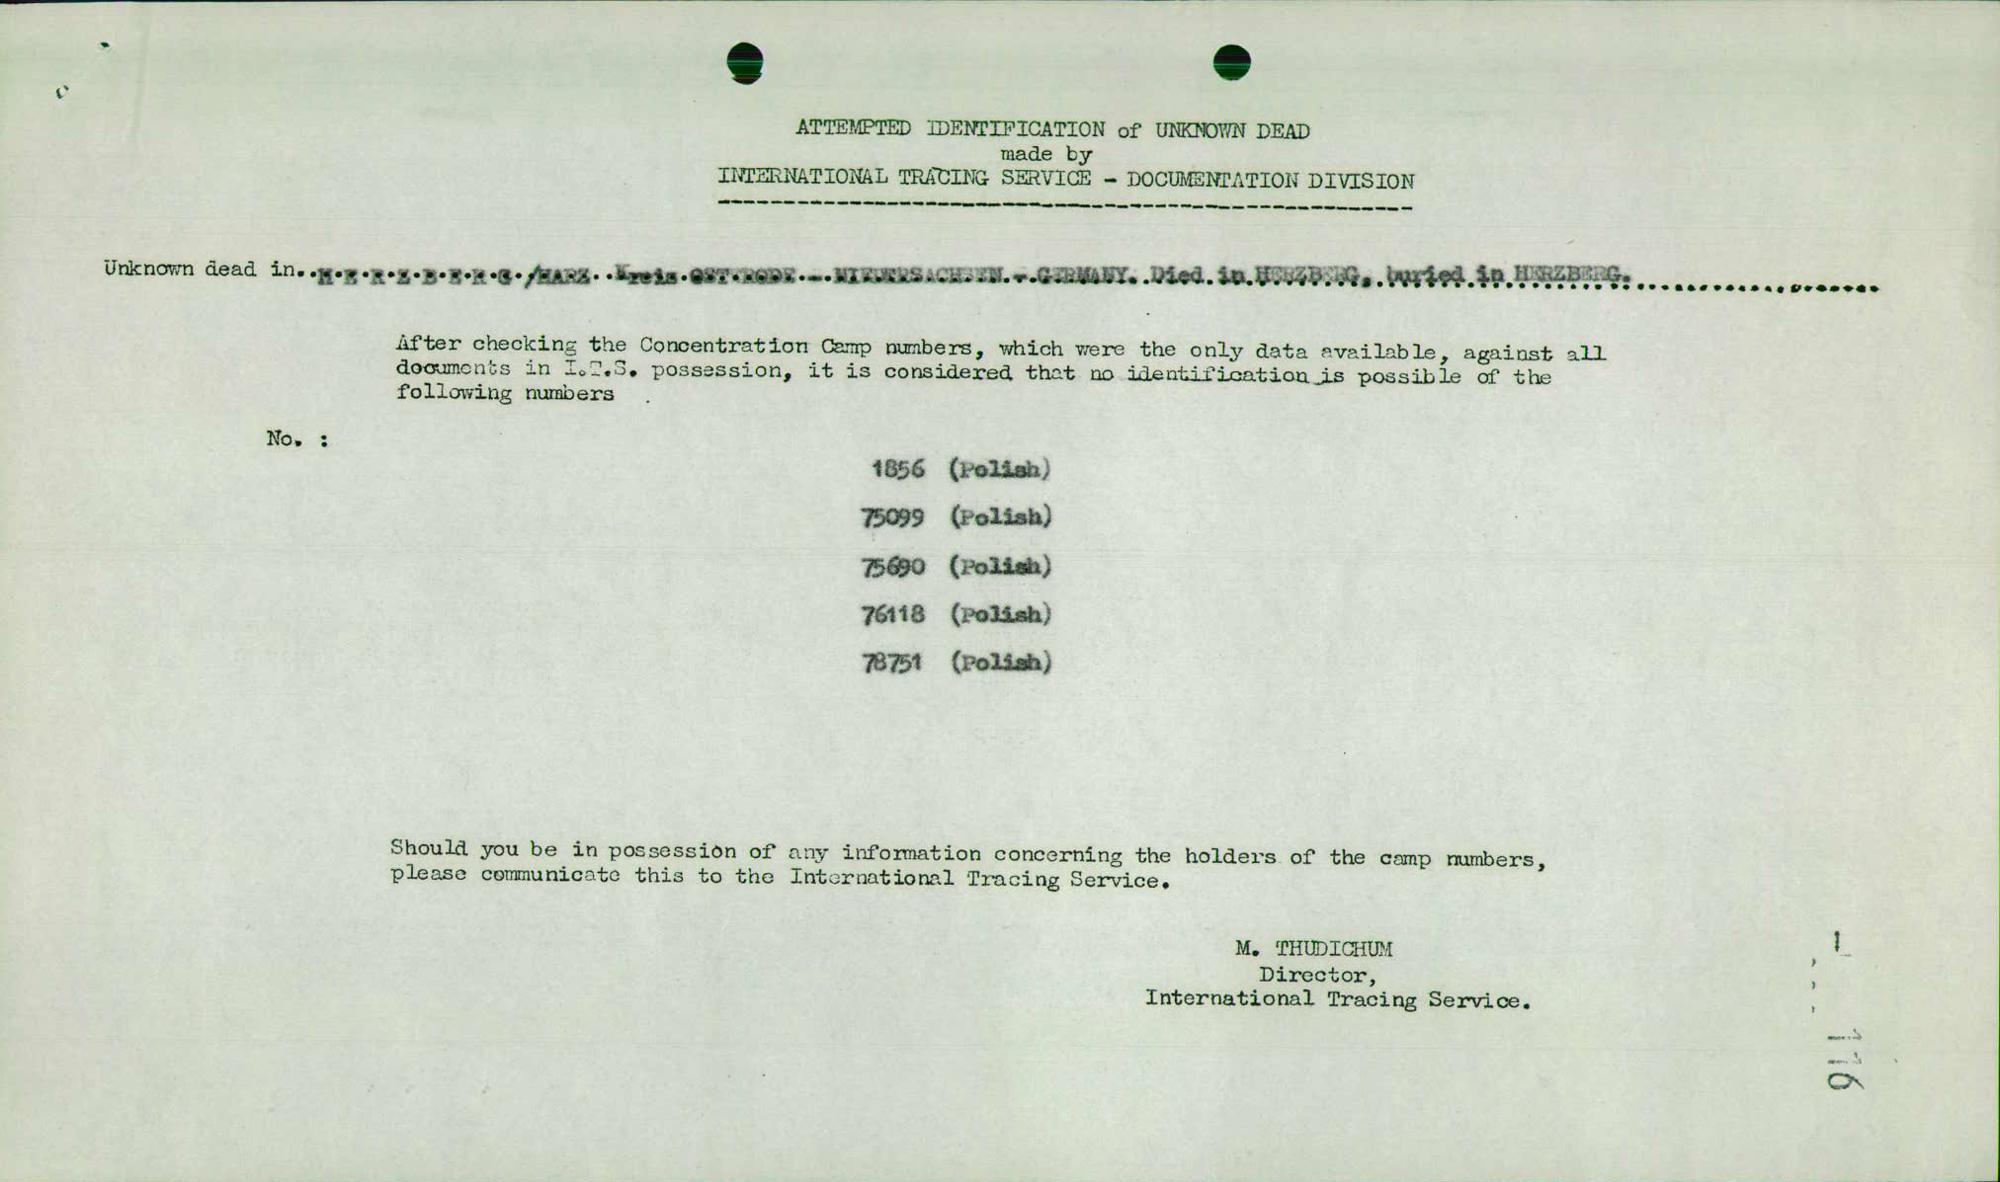 ATTEMPTED IDENTIFICATION of UNKNOWN DEAD
made by
INTERNATIONAL TRACING SERVICE - DOCUMENTATION DIVISION
Unknown dead in..H.E.R.Z.B.E.R.G./HARZ..Kreis.OSTERODE.-.NIEDERSACHSEN.-.GERMANY..Died.in.HERZBERG,.buried.in.HERZBERG.
After checking the Concentration Camp numbers, which were the only data available, against all
documents in I.T.S. possession, it is considered that no identification is possible of the
following numbers .
No. :
1856 (Polish)
75099 (Polish)
75690 (Polish)
76118 (Polish)
78751 (Polish)
Should you be in possession of any information concerning the holders of the camp numbers,
please communicate this to the International Tracing Service.
M. THUDICHUM
Director,
International Tracing Service.